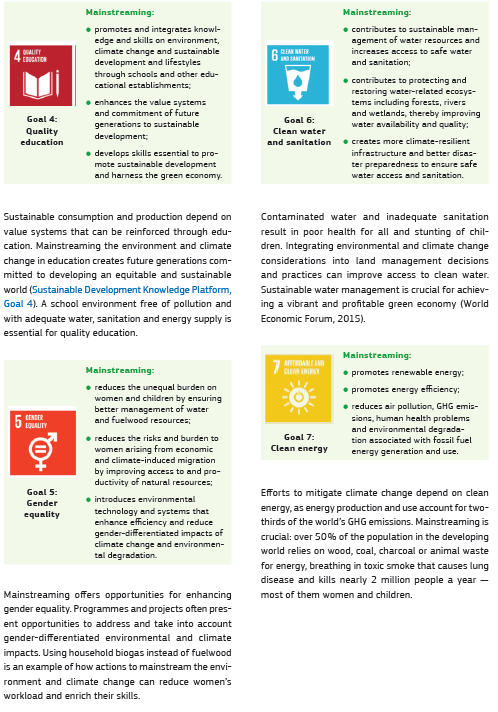 Mainstreaming:
4 QUALITY
EDUCATION
Goal 4:
Quality
education
● promotes and integrates knowl-
edge and skills on environment,
climate change and sustainable
development and lifestyles
through schools and other edu-
cational establishments;
● enhances the value systems
and commitment of future
generations to sustainable
development;
● develops skills essential to pro-
mote sustainable development
and harness the green economy.
Sustainable consumption and production depend on
value systems that can be reinforced through edu-
cation. Mainstreaming the environment and climate
change in education creates future generations com-
mitted to developing an equitable and sustainable
world (Sustainable Development Knowledge Platform,
Goal 4). A school environment free of pollution and
with adequate water, sanitation and energy supply is
essential for quality education.
Mainstreaming:
5 GENDER
EQUALITY
Goal 5:
Gender
equality
● reduces the unequal burden on
women and children by ensuring
better management of water
and fuelwood resources;
● reduces the risks and burden to
women arising from economic
and climate-induced migration
by improving access to and pro-
ductivity of natural resources;
● introduces environmental
technology and systems that
enhance efficiency and reduce
gender-differentiated impacts of
climate change and environmen-
tal degradation.
Mainstreaming offers opportunities for enhancing
gender equality. Programmes and projects often pres-
ent opportunities to address and take into account
gender-differentiated environmental and climate
impacts. Using household biogas instead of fuelwood
is an example of how actions to mainstream the envi-
ronment and climate change can reduce women's
workload and enrich their skills.
Mainstreaming:
6 CLEAN WATER
AND SANITATION
Goal 6:
Clean water
and sanitation
● contributes to sustainable man-
agement of water resources and
increases access to safe water
and sanitation;
● contributes to protecting and
restoring water-related ecosys-
tems including forests, rivers
and wetlands, thereby improving
water availability and quality;
● creates more climate-resilient
infrastructure and better disas-
ter preparedness to ensure safe
water access and sanitation.
Contaminated water and inadequate sanitation
result in poor health for all and stunting of chil-
dren. Integrating environmental and climate change
considerations into land management decisions
and practices can improve access to clean water.
Sustainable water management is crucial for achiev-
ing a vibrant and profitable green economy (World
Economic Forum, 2015).
Mainstreaming:
7 AFFORDABLE AND
CLEAN ENERGY
Goal 7:
Clean energy
● promotes renewable energy;
● promotes energy efficiency;
● reduces air pollution, GHG emis-
sions, human health problems
and environmental degrada-
tion associated with fossil fuel
energy generation and use.
Efforts to mitigate climate change depend on clean
energy, as energy production and use account for two-
thirds of the world's GHG emissions. Mainstreaming is
crucial: over 50% of the population in the developing
world relies on wood, coal, charcoal or animal waste
for energy, breathing in toxic smoke that causes lung
disease and kills nearly 2 million people a year —
most of them women and children.